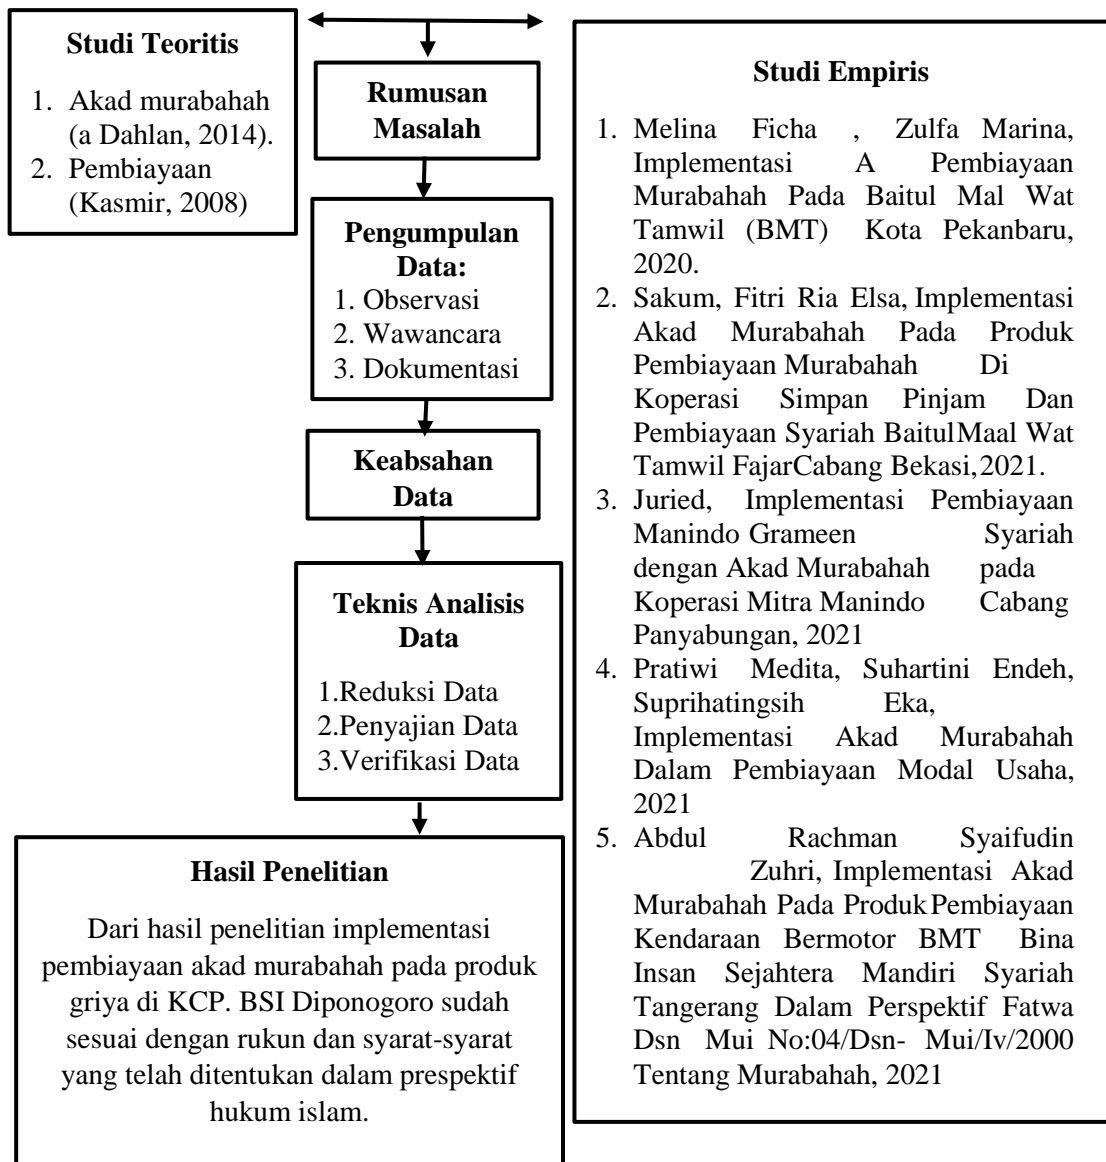 Studi Teoritis
1. Akad murabahah
(a Dahlan, 2014).
2. Pembiayaan
(Kasmir, 2008)
Rumusan
Masalah
Pengumpulan
Data:
1. Observasi
2. Wawancara
3. Dokumentasi
Keabsahan
Data
Teknis Analisis
Data
1.Reduksi Data
2.Penyajian Data
3.Verifikasi Data
Hasil Penelitian
Dari hasil penelitian implementasi
pembiayaan akad murabahah pada produk
griya di KCP. BSI Diponogoro sudah
sesuai dengan rukun dan syarat-syarat
yang telah ditentukan dalam prespektif
hukum islam.
Studi Empiris
1. Melina Ficha , Zulfa Marina,
Implementasi A Pembiayaan
Murabahah Pada Baitul Mal Wat
Tamwil (BMT) Kota Pekanbaru,
2020.
2. Sakum, Fitri Ria Elsa, Implementasi
Akad Murabahah Pada Produk
Pembiayaan Murabahah Di
Koperasi Simpan Pinjam Dan
Pembiayaan Syariah BaitulMaal Wat
Tamwil FajarCabang Bekasi,2021.
3. Juried, Implementasi Pembiayaan
Manindo Grameen Syariah
dengan Akad Murabahah pada
Koperasi Mitra Manindo Cabang
Panyabungan, 2021
4. Pratiwi Medita, Suhartini Endeh,
Suprihatingsih Eka,
Implementasi Akad Murabahah
Dalam Pembiayaan Modal Usaha,
2021
5. Abdul Rachman Syaifudin
Zuhri, Implementasi Akad
Murabahah Pada ProdukPembiayaan
Kendaraan Bermotor BMT Bina
Insan Sejahtera Mandiri Syariah
Tangerang Dalam Perspektif Fatwa
Dsn Mui No:04/Dsn- Mui/Iv/2000
Tentang Murabahah, 2021